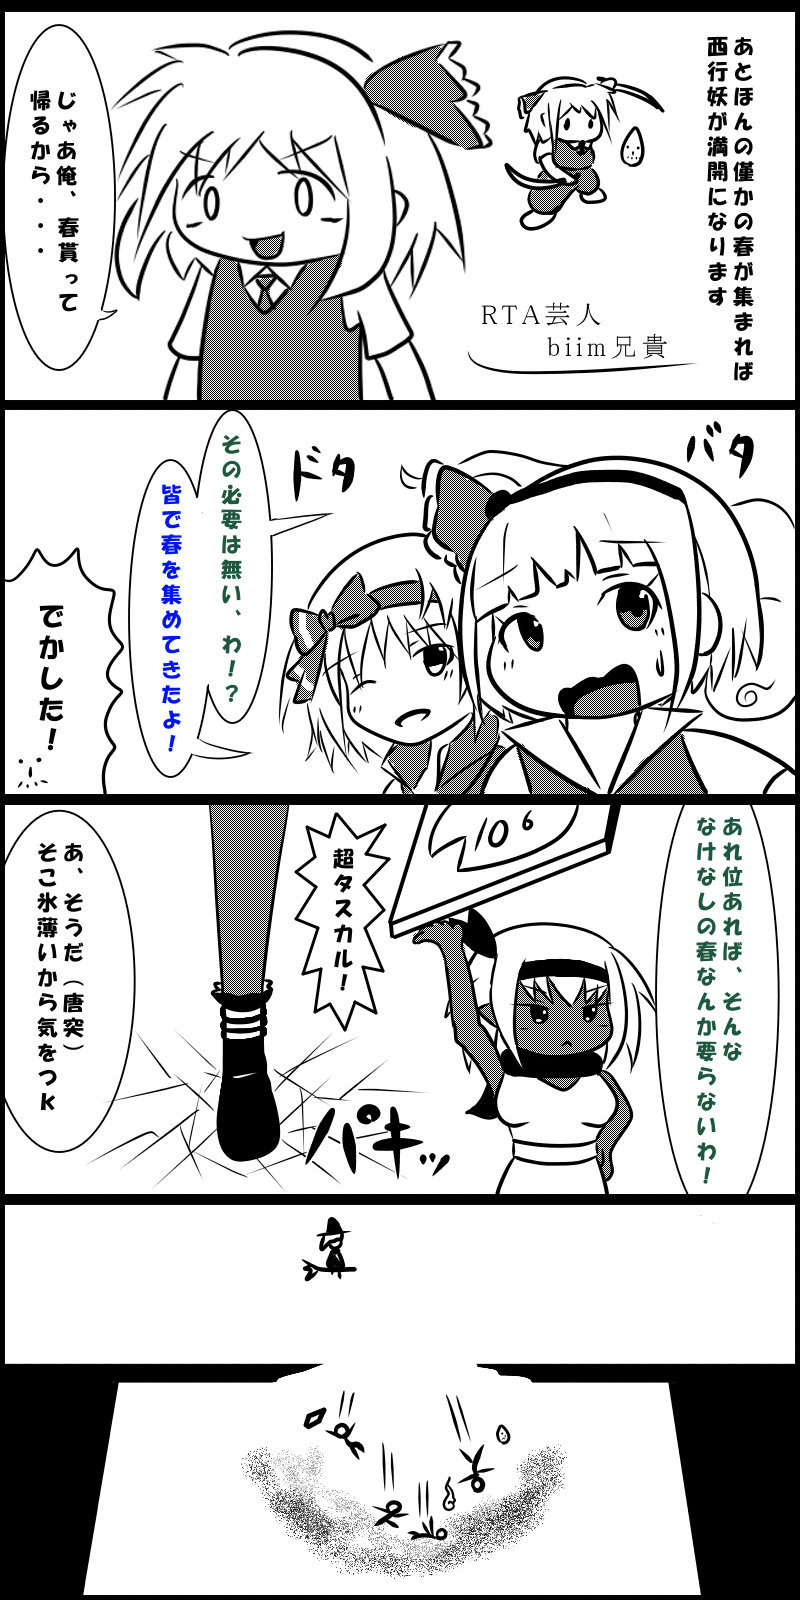 あとほんの僅かの春が集まれば
西行妖が満開になります
RTA芸人
biim兄貴
じゃあ俺、春貰って
帰るから・・・
バタ
ドタ
その必要は無い、わ！？
皆で春を集めてきたよ！
でかした！
あれ位あれば、そんな
なけなしの春なんか要らないわ！
106
超タスカル！
パキッ
あ、そうだ（唐突）
そこ氷薄いから気をつk